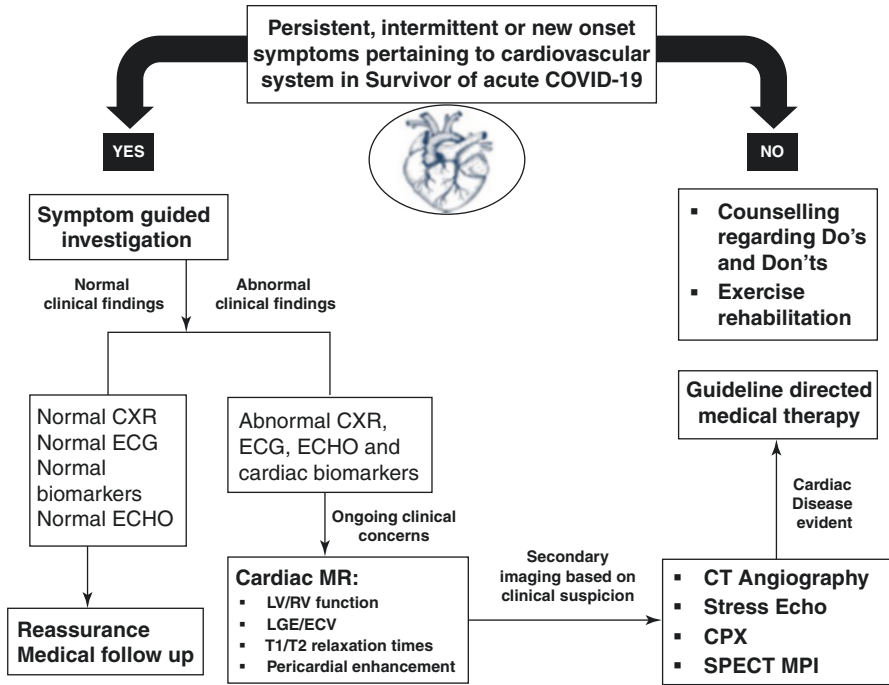 Persistent, intermittent or new onset
symptoms pertaining to cardiovascular
system in Survivor of acute COVID-19
YES
NO
Symptom guided
investigation
▪ Counselling
regarding Do's
and Don'ts
▪ Exercise
rehabilitation
Normal
clinical findings
Abnormal
clinical findings
Normal CXR
Normal ECG
Normal
biomarkers
Normal ECHO
Abnormal CXR,
ECG, ECHO and
cardiac biomarkers
Guideline directed
medical therapy
Ongoing clinical
concerns
Cardiac
Disease
evident
Reassurance
Medical follow up
Cardiac MR:
▪ LV/RV function
▪ LGE/ECV
▪ T1/T2 relaxation times
▪ Pericardial enhancement
Secondary
imaging based on
clinical suspicion
▪ CT Angiography
▪ Stress Echo
▪ CPX
▪ SPECT MPI